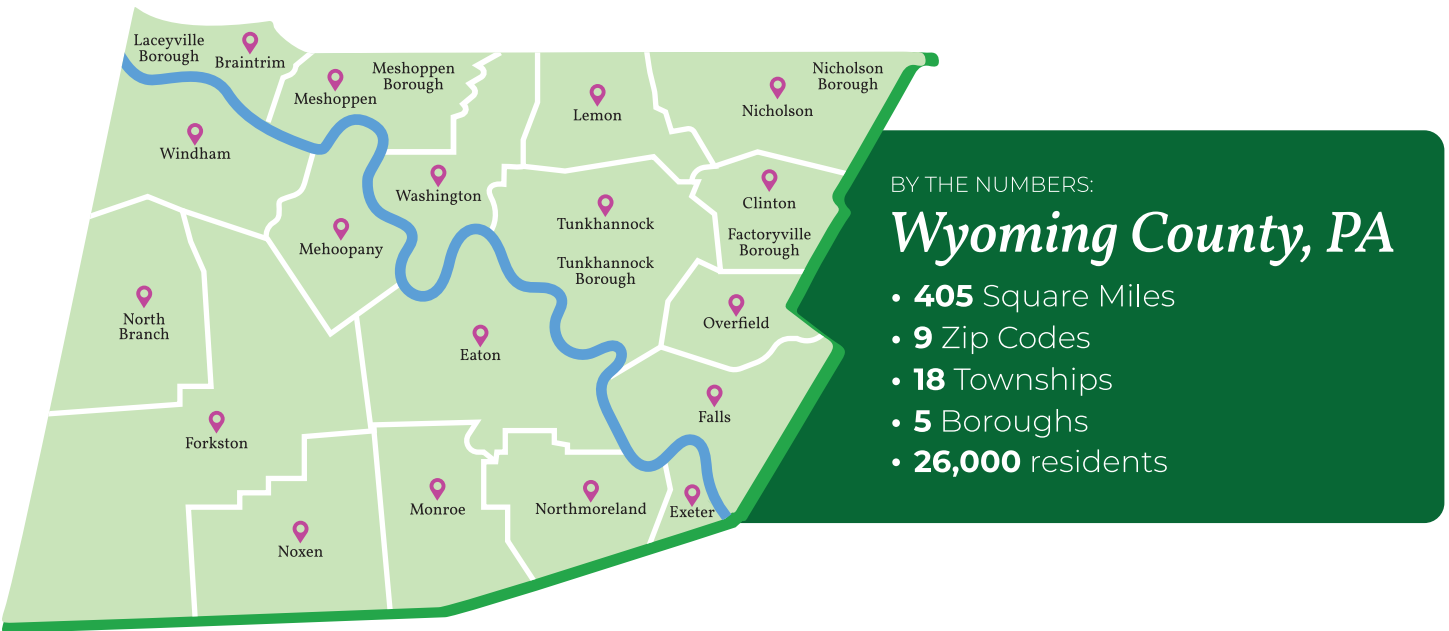 Laceyville
Borough
Braintrim
Meshoppen
Meshoppen
Borough
Lemon
Nicholson
Nicholson
Borough
Windham
Washington
Mehoopany
Tunkhannock
Tunkhannock
Borough
Clinton
Factoryville
Borough
North
Branch
Eaton
Overfield
Forkston
Falls
Noxen
Monroe
Northmoreland
Exeter
BY THE NUMBERS:
Wyoming County, PA
• 405 Square Miles
• 9 Zip Codes
• 18 Townships
• 5 Boroughs
• 26,000 residents